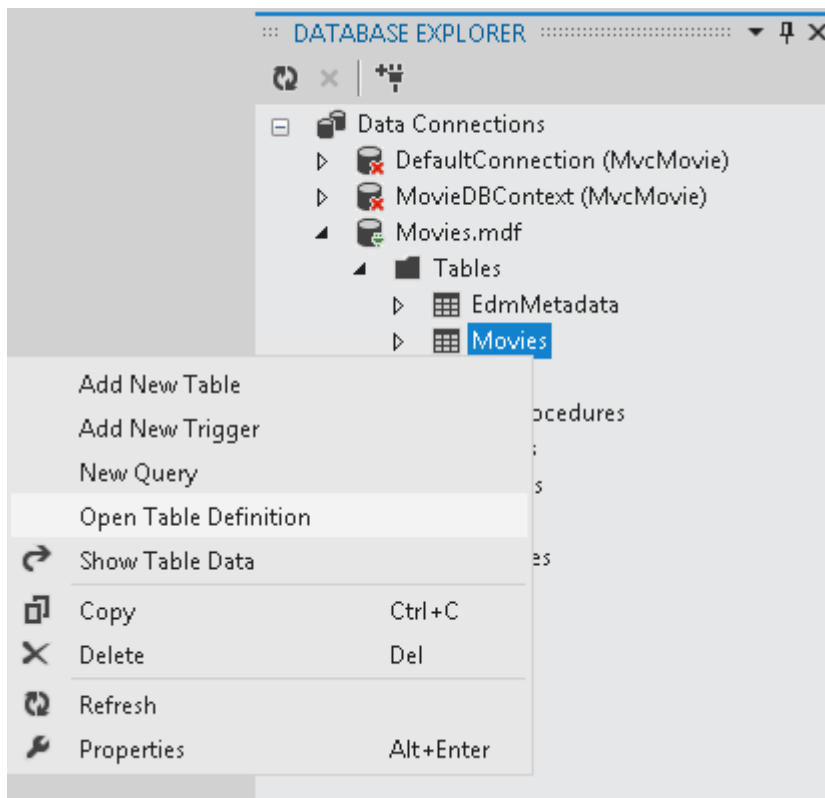 DATABASE EXPLORER
Data Connections
DefaultConnection (MvcMovie)
MovieDBContext (MvcMovie)
Movies.mdf
Tables
EdmMetadata
Movies
Add New Table
Add New Trigger
New Query
Open Table Definition
Show Table Data
Copy Ctrl+C
Delete Del
Refresh
Properties Alt+Enter